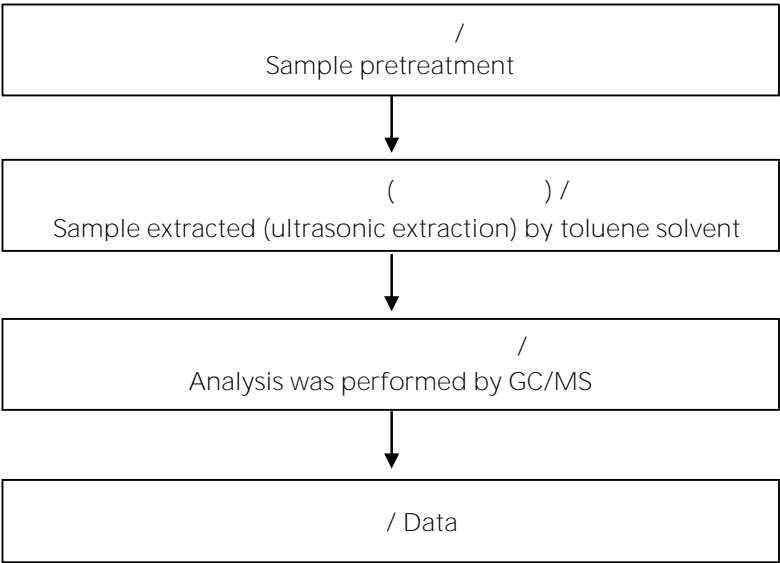 /
Sample pretreatment
( ) /
Sample extracted (ultrasonic extraction) by toluene solvent
/
Analysis was performed by GC/MS
/ Data